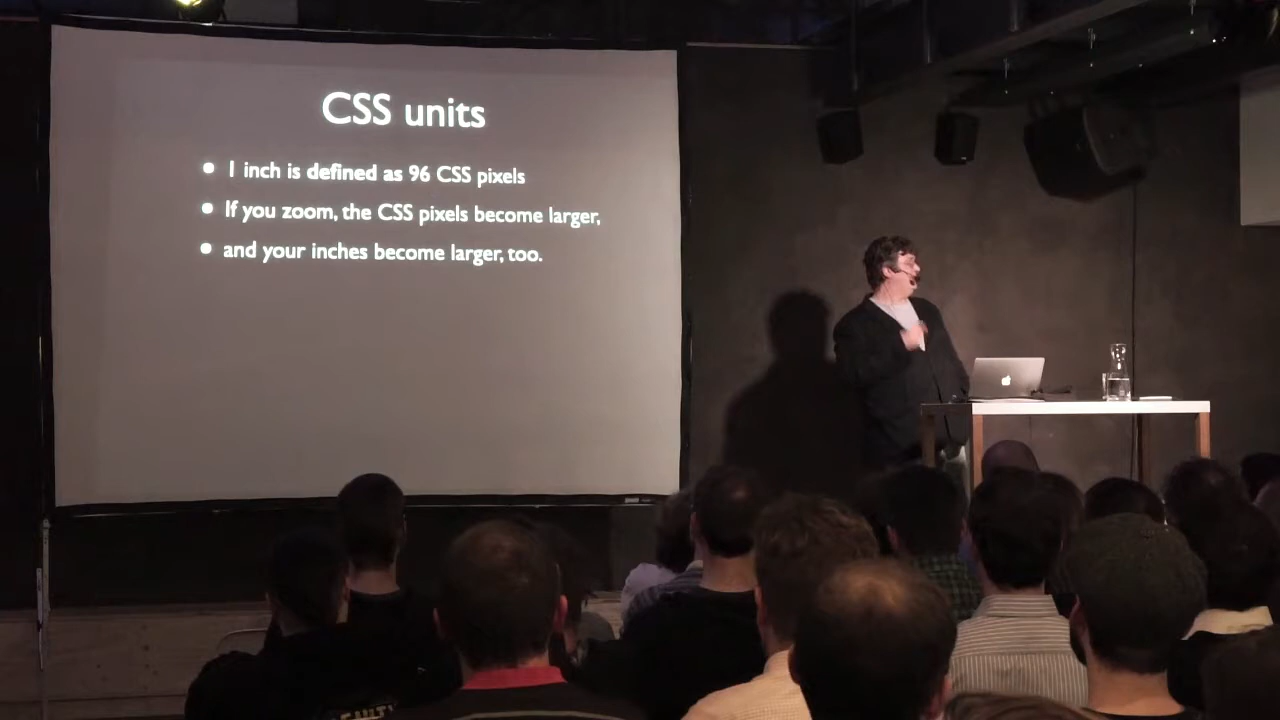 CSS units
1 inch is defined as 96 CSS pixels
If you zoom, the CSS pixels become larger,
and your inches become larger, too.